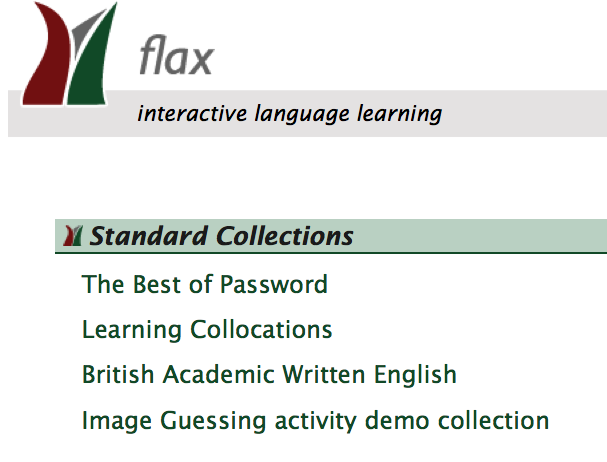 flax
interactive language learning
Standard Collections
The Best of Password
Learning Collocations
British Academic Written English
Image Guessing activity demo collection